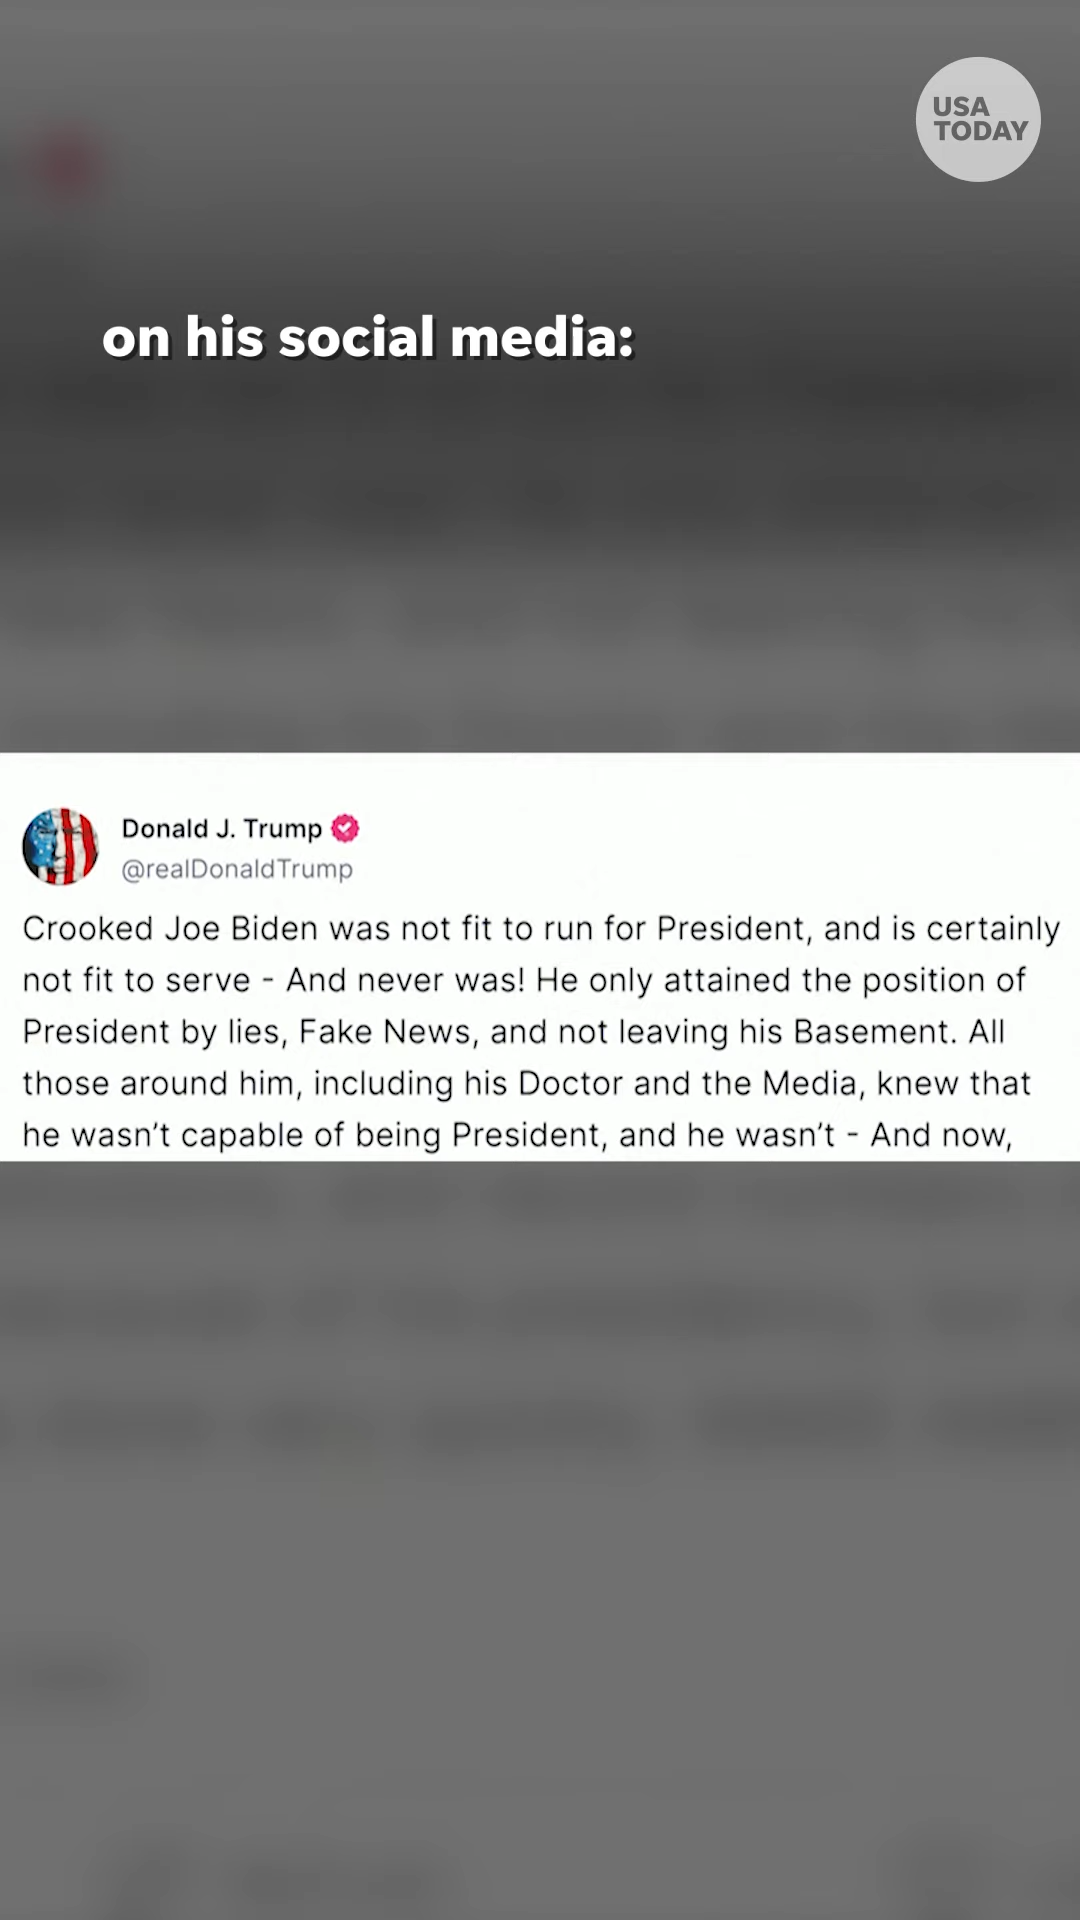 USA
TODAY
on his social media:
Donald J. Trump
@realDonaldTrump
Crooked Joe Biden was not fit to run for President, and is certainly
not fit to serve - And never was! He only attained the position of
President by lies, Fake News, and not leaving his Basement. All
those around him, including his Doctor and the Media, knew that
he wasn’t capable of being President, and he wasn’t - And now,